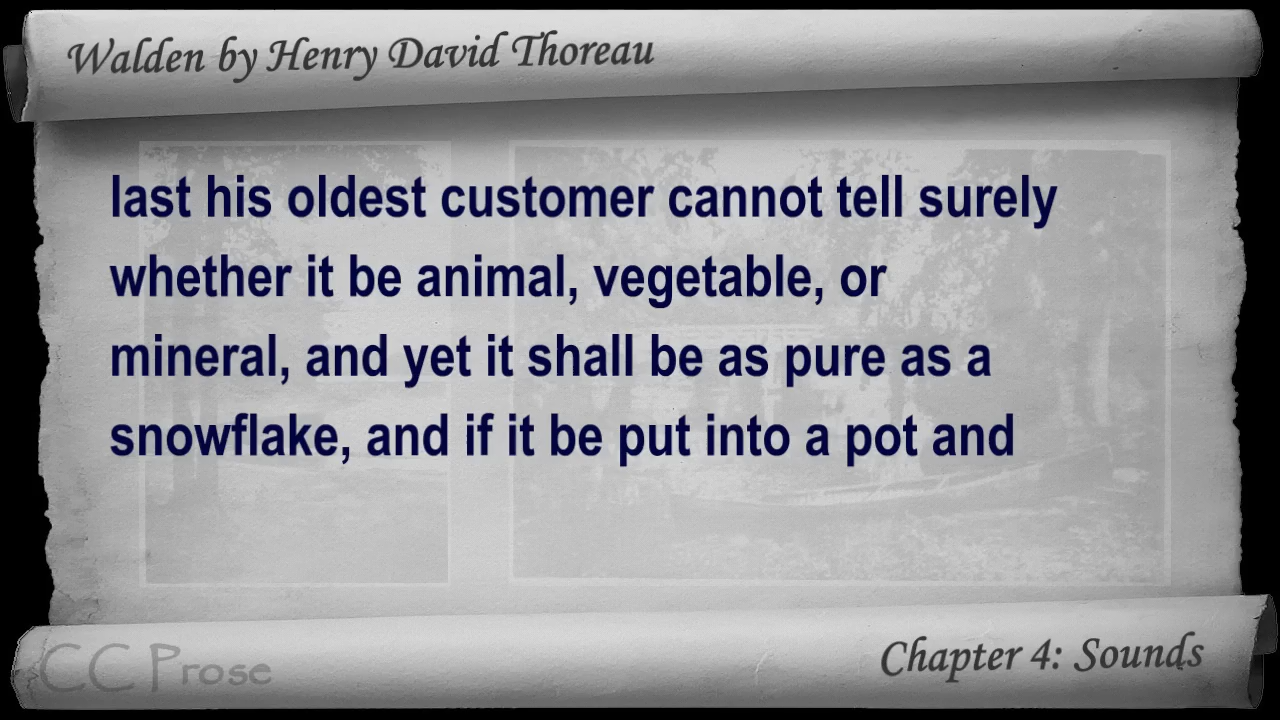 Walden by Henry David Thoreau
last his oldest customer cannot tell surely
whether it be animal, vegetable, or
mineral, and yet it shall be as pure as a
snowflake, and if it be put into a pot and
CC Prose
Chapter 4: Sounds